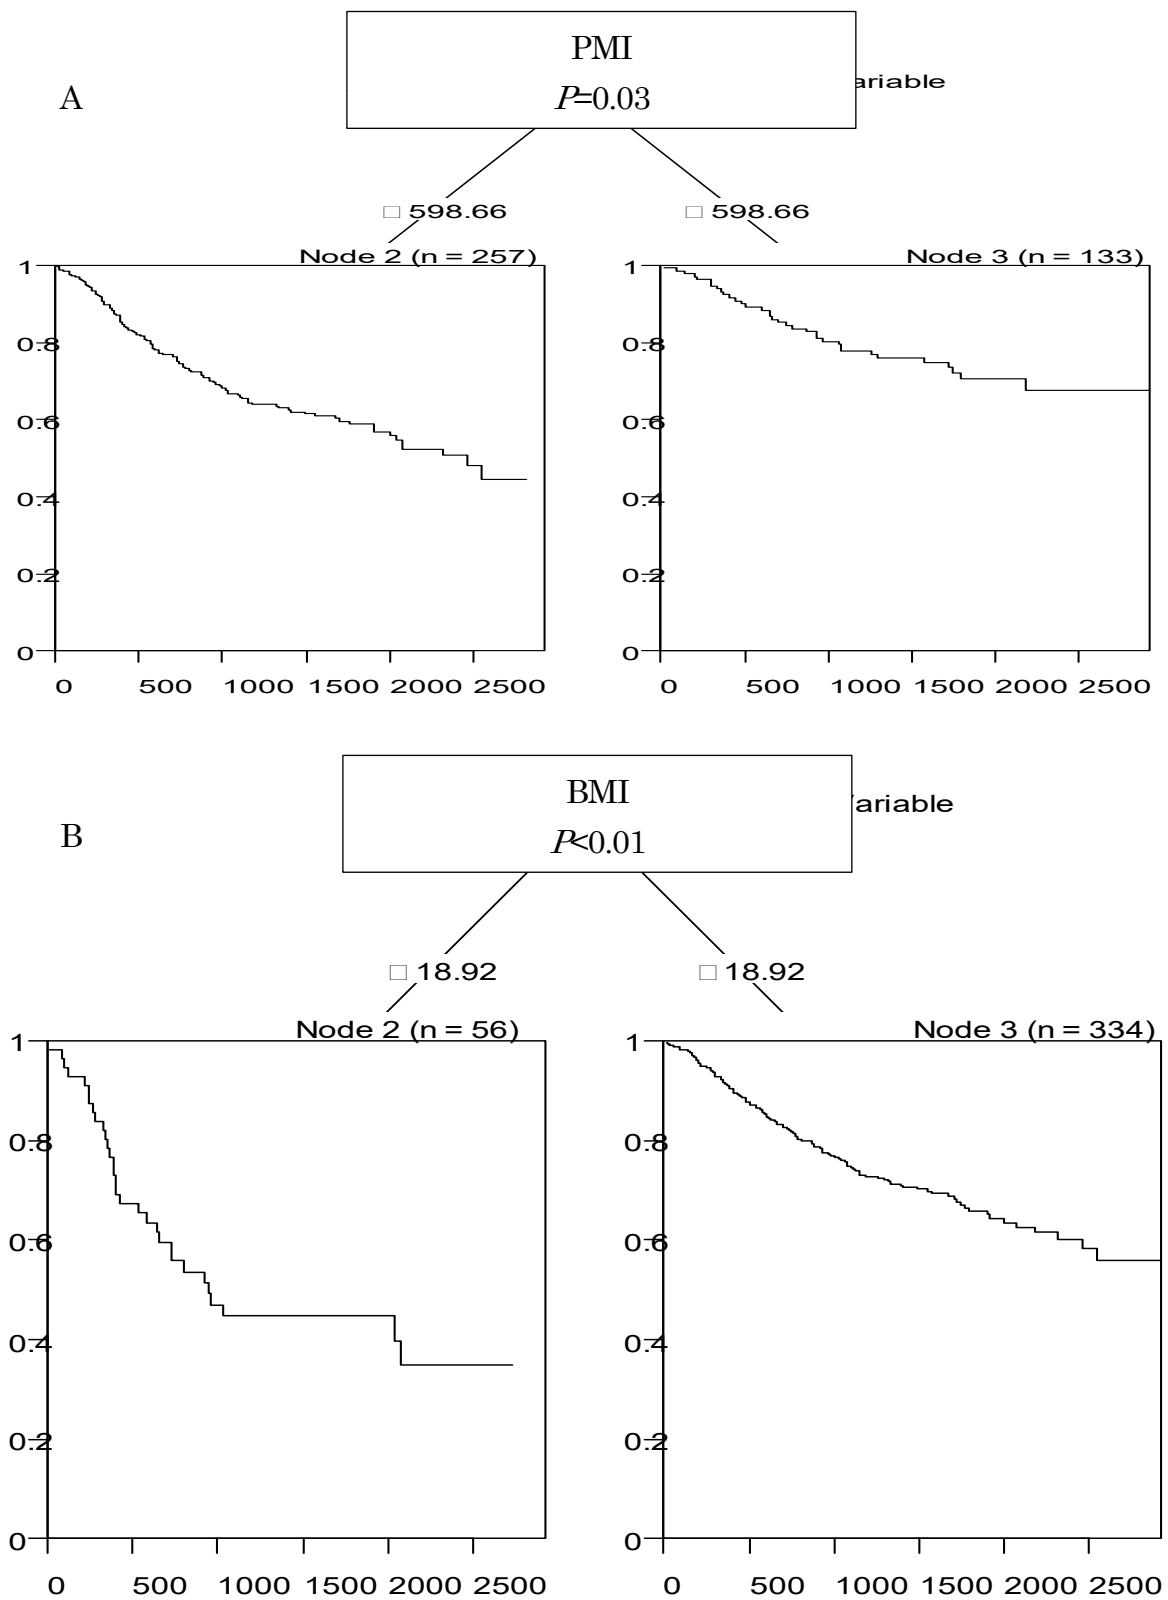 PMI
P=0.03
ariable
A
□ 598.66
□ 598.66
Node 2 (n = 257)
Node 3 (n = 133)
1
0.8
0.6
0.4
0.2
0
0 500 1000 1500 2000 2500
1
0.8
0.6
0.4
0.2
0
0 500 1000 1500 2000 2500
BMI
P<0.01
ariable
B
□ 18.92
□ 18.92
Node 2 (n = 56)
Node 3 (n = 334)
1
0.8
0.6
0.4
0.2
0
0 500 1000 1500 2000 2500
1
0.8
0.6
0.4
0.2
0
0 500 1000 1500 2000 2500